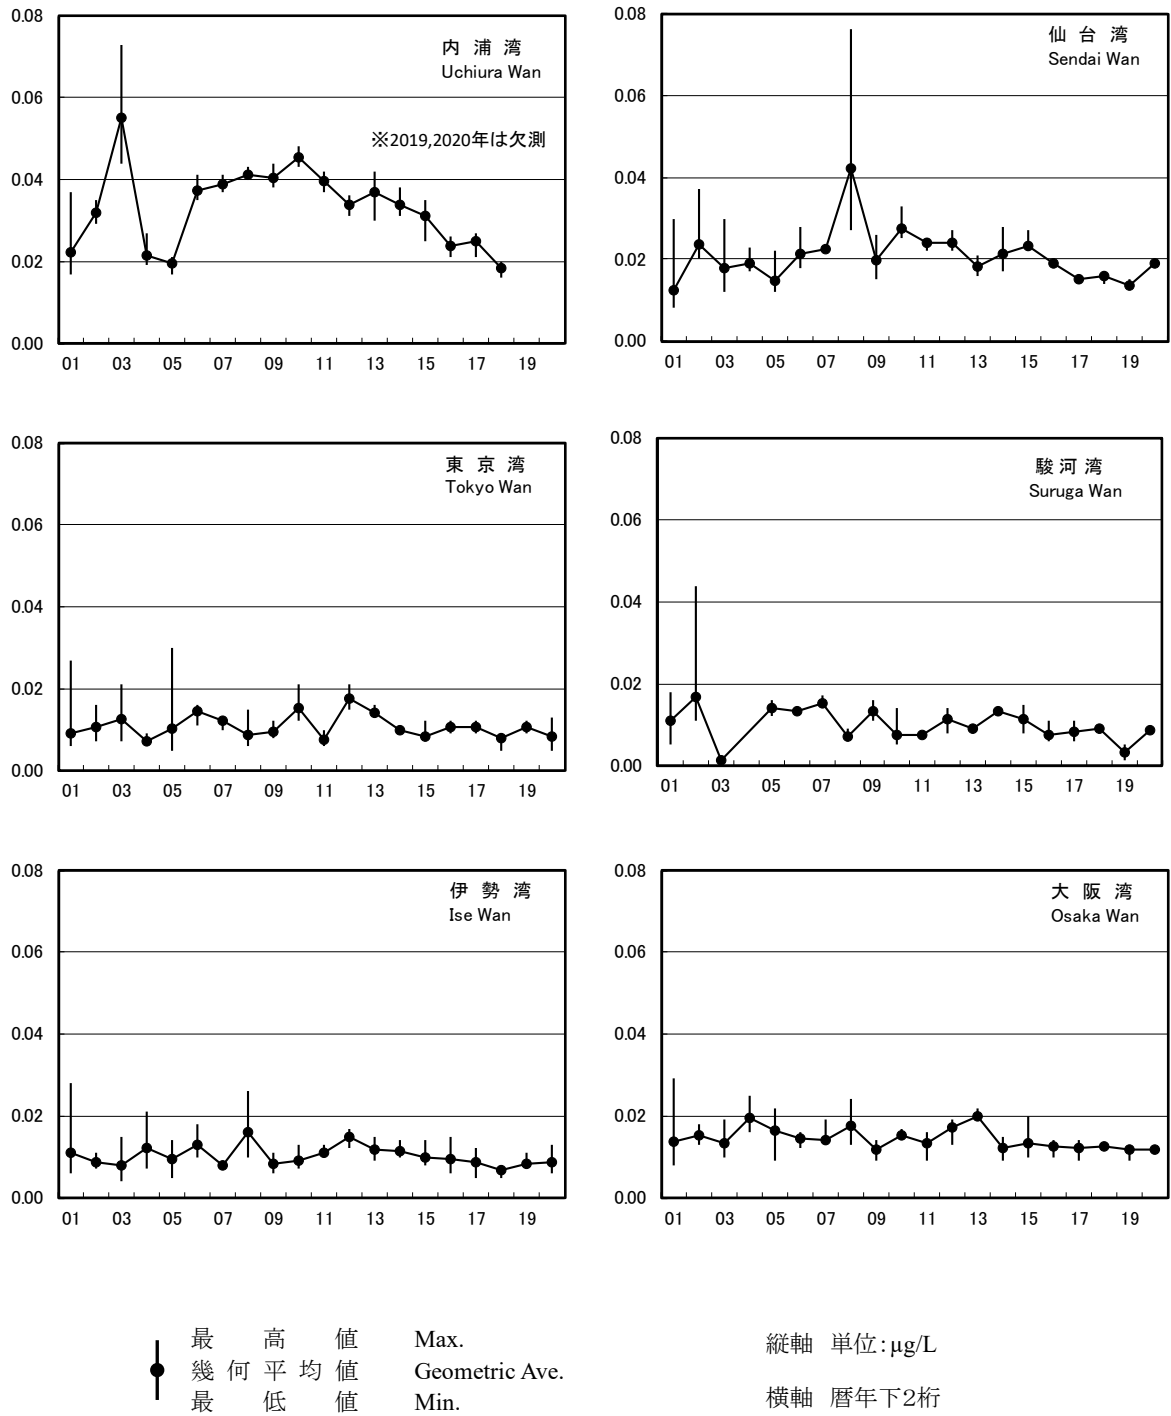 0.08
0.06
0.04
0.02
0.00
01 03 05 07 09 11 13 15 17 19
内 浦 湾
Uchiura Wan
※2019,2020年は欠測
0.08
0.06
0.04
0.02
0.00
01 03 05 07 09 11 13 15 17 19
仙 台 湾
Sendai Wan
0.08
0.06
0.04
0.02
0.00
01 03 05 07 09 11 13 15 17 19
東 京 湾
Tokyo Wan
0.08
0.06
0.04
0.02
0.00
01 03 05 07 09 11 13 15 17 19
駿 河 湾
Suruga Wan
0.08
0.06
0.04
0.02
0.00
01 03 05 07 09 11 13 15 17 19
伊 勢 湾
Ise Wan
0.08
0.06
0.04
0.02
0.00
01 03 05 07 09 11 13 15 17 19
大 阪 湾
Osaka Wan
最 高 値 Max.
幾 何 平 均 値 Geometric Ave.
最 低 値 Min.
縦軸 単位:µg/L
横軸 暦年下2桁